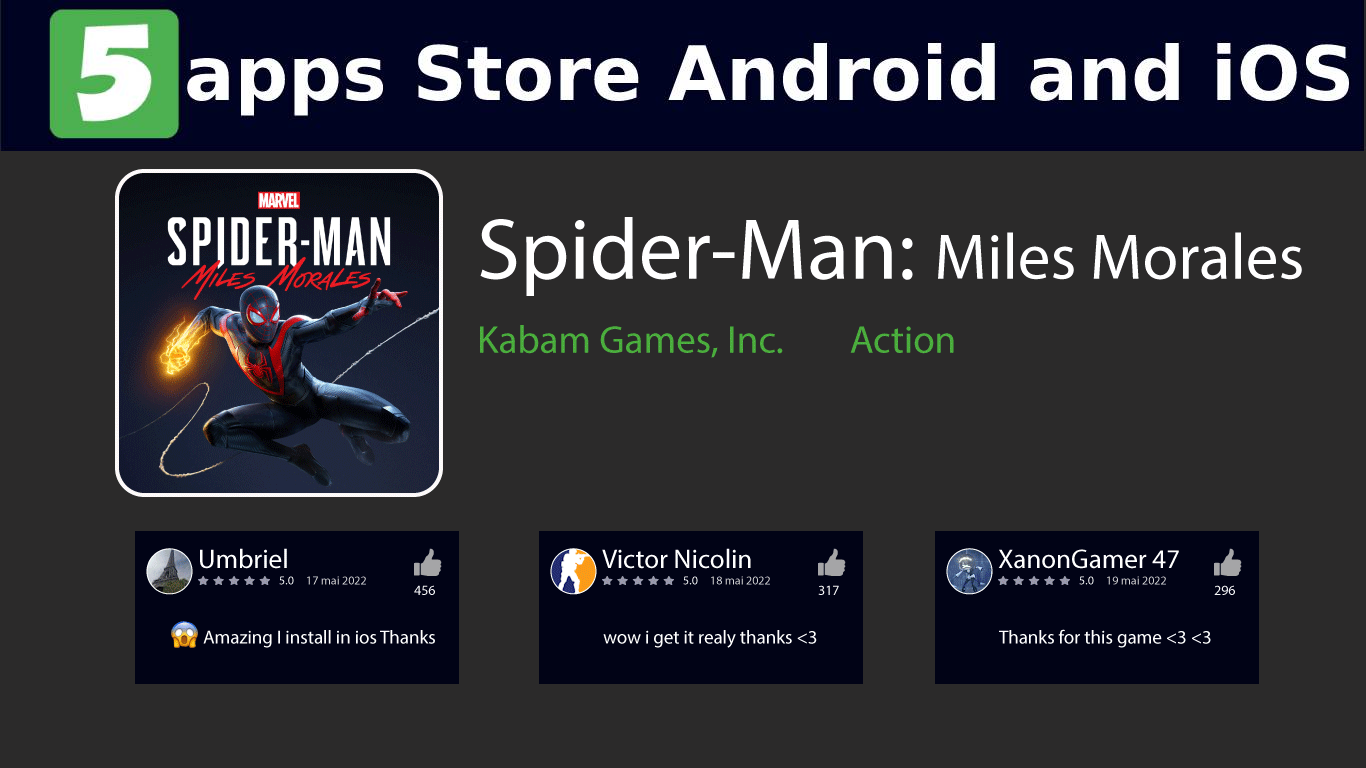 5 apps Store Android and iOS
MARVEL
SPIDER-MAN
MILES MORALES
Spider-Man: Miles Morales
Kabam Games, Inc. Action
Umbriel
5.0 17 mai 2022
456
😱 Amazing I install in ios Thanks
Victor Nicolin
5.0 18 mai 2022
317
wow i get it realy thanks <3
XanonGamer 47
5.0 19 mai 2022
296
Thanks for this game <3 <3